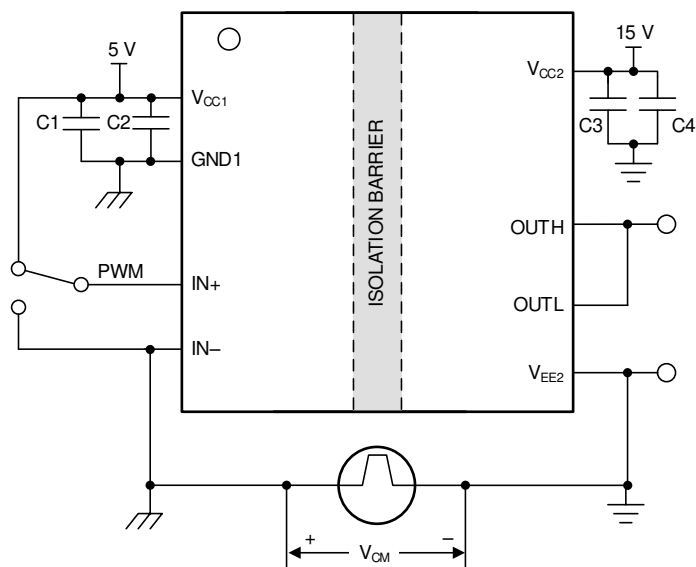 5 V
15 V
VCC1
VCC2
C1
C2
C3
C4
GND1
ISOLATION BARRIER
OUTH
PWM
IN+
OUTL
IN–
VEE2
+
VCM
–